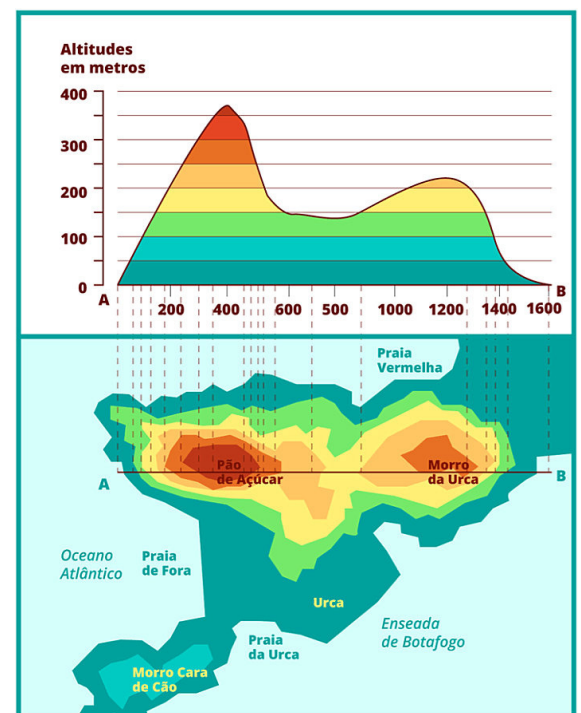 Altitudes
em metros
400
300
200
100
0
A
B
200
400
600
500
1000
1200
1400
1600
Praia
Vermelha
Pão
de Açúcar
Morro
da Urca
A
B
Oceano
Atlântico
Praia
de Fora
Urca
Enseada
de Botafogo
Praia
da Urca
Morro Cara
de Cão